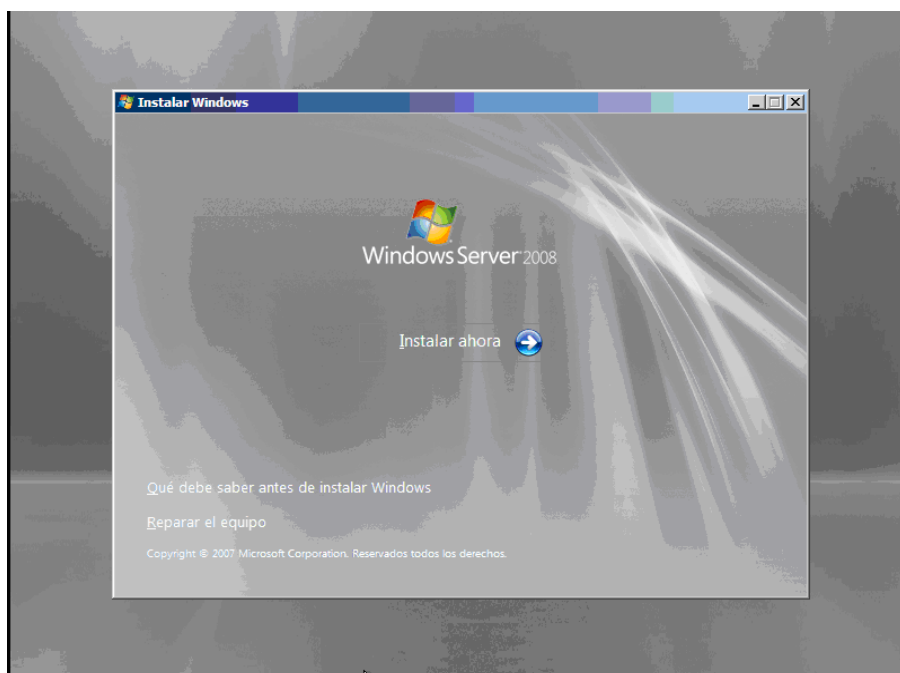 Instalar Windows
Windows Server 2008
Instalar ahora
Qué debe saber antes de instalar Windows
Reparar el equipo
Copyright © 2007 Microsoft Corporation. Reservados todos los derechos.